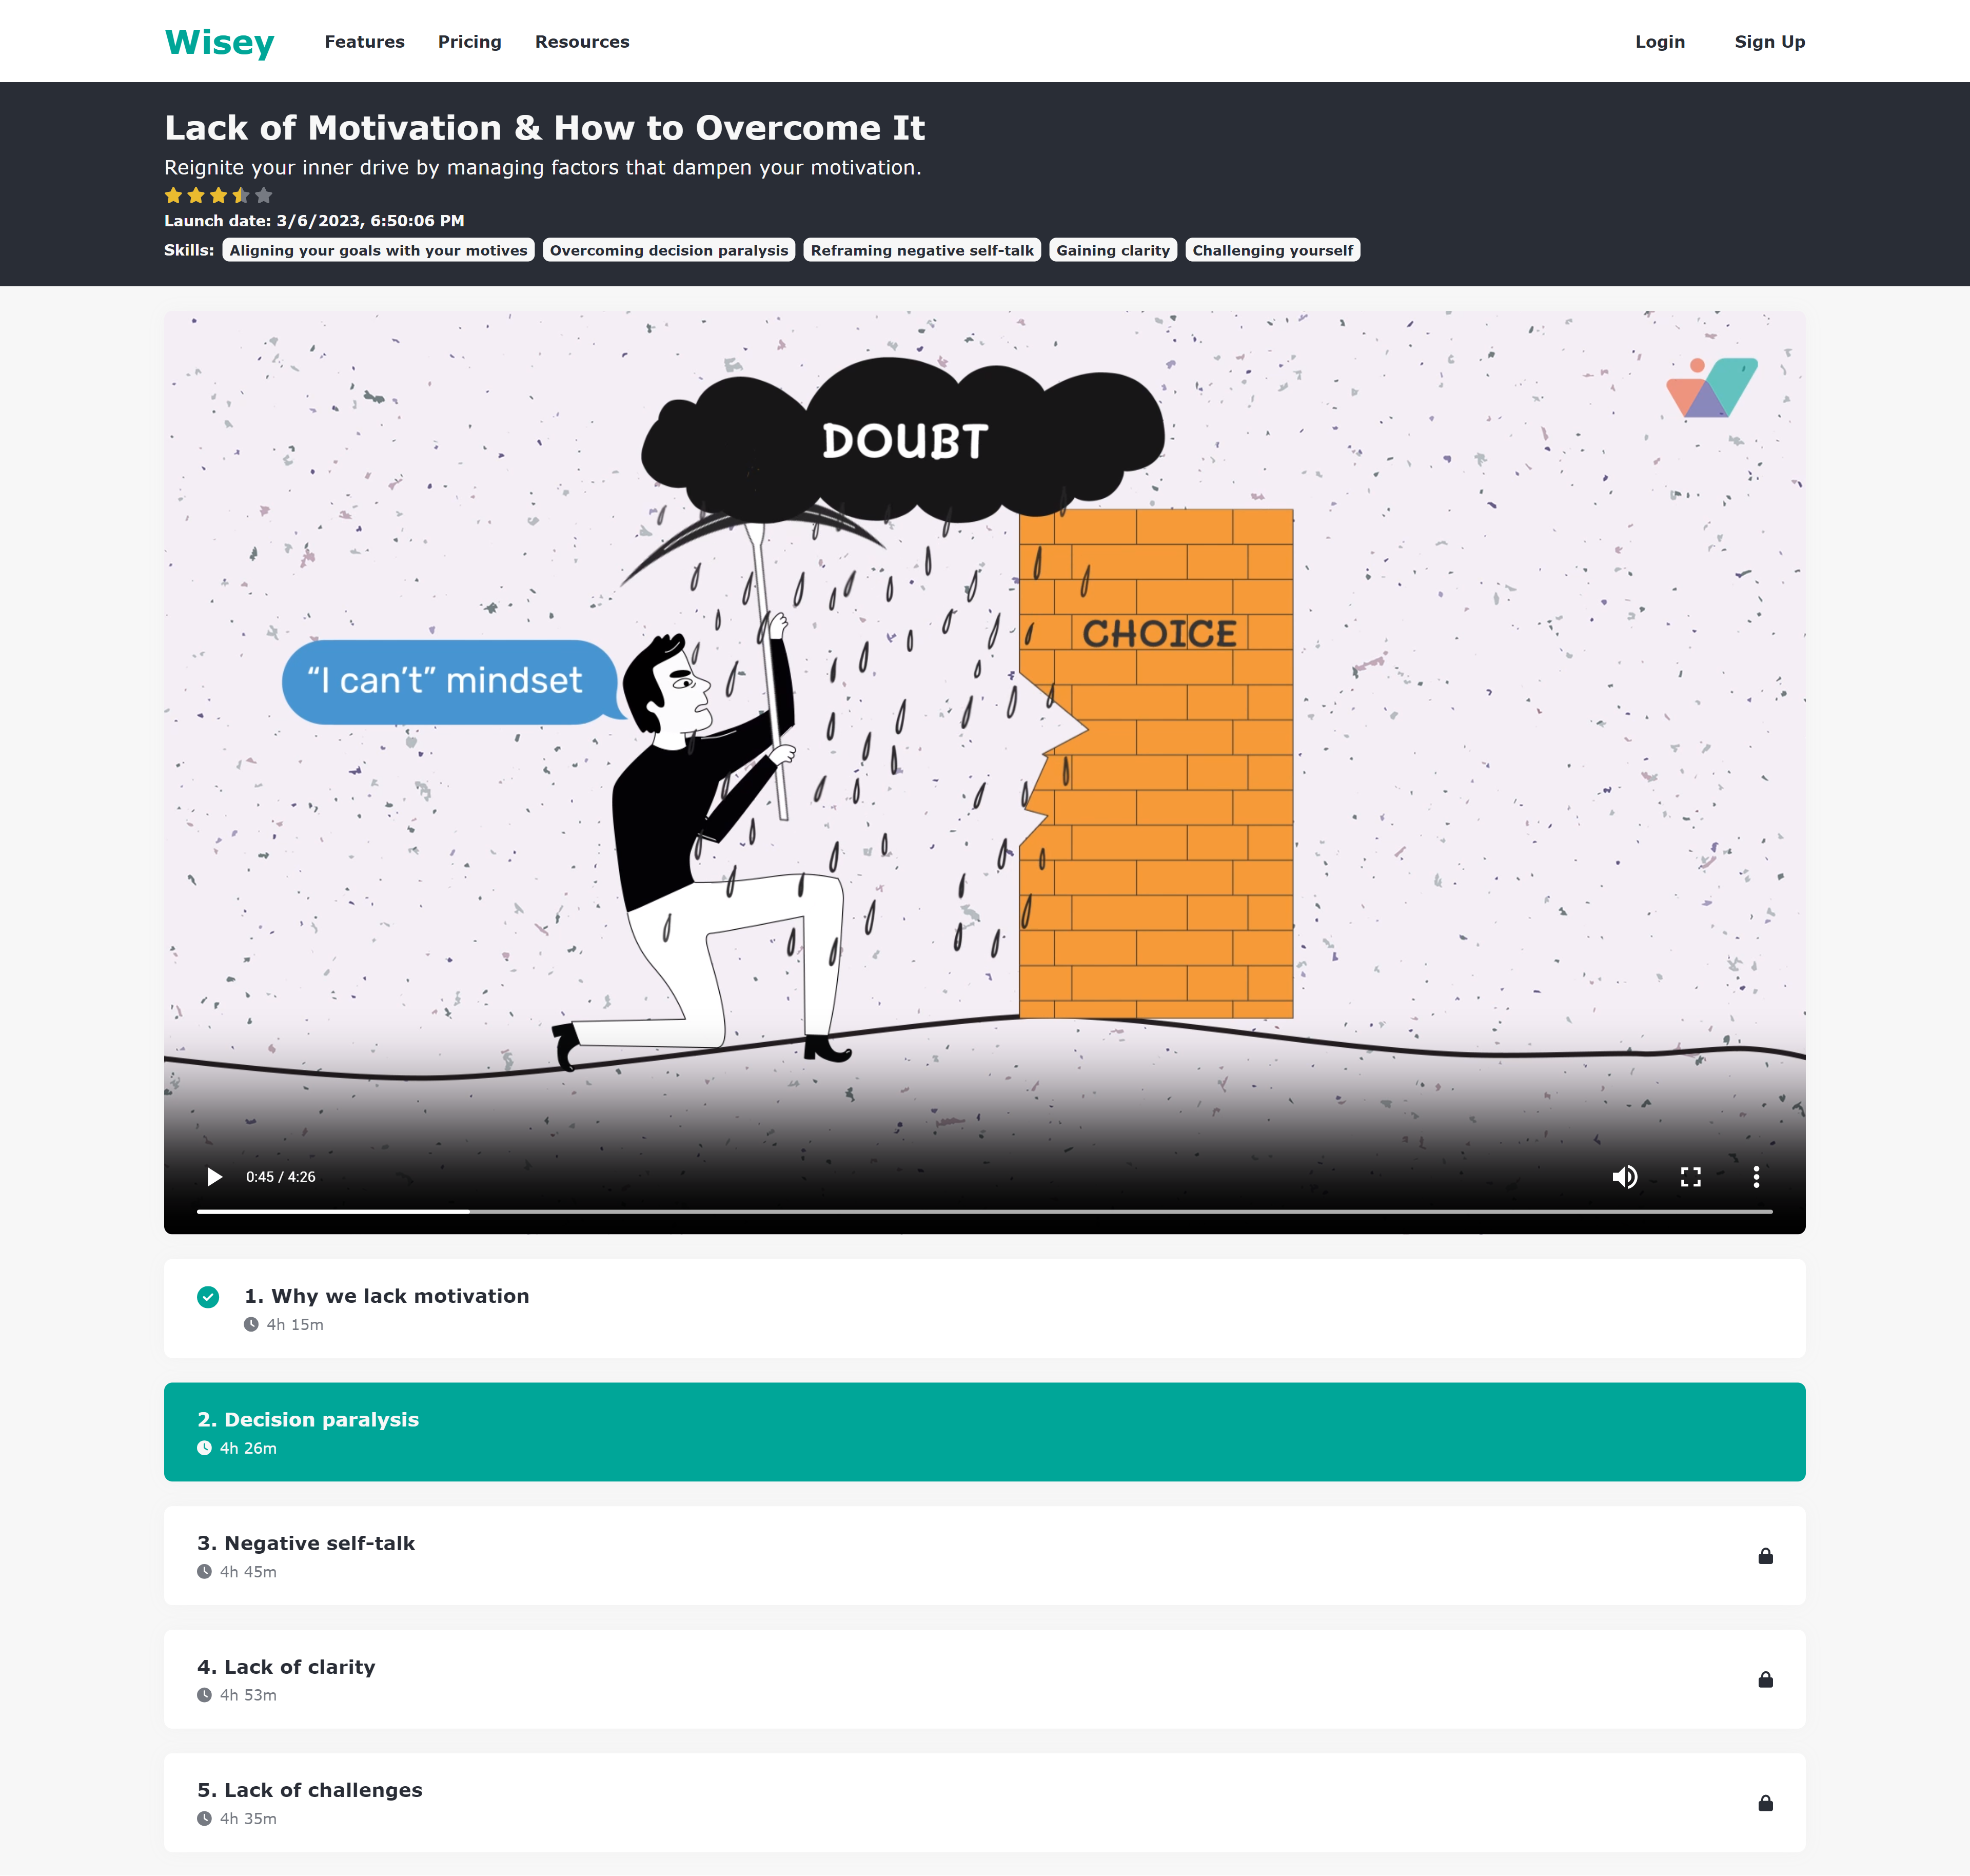 Wisey Features Pricing Resources Login Sign Up
Lack of Motivation & How to Overcome It
Reignite your inner drive by managing factors that dampen your motivation.
Launch date: 3/6/2023, 6:50:06 PM
Skills: Aligning your goals with your motives Overcoming decision paralysis Reframing negative self-talk Gaining clarity Challenging yourself
DOUBT
CHOICE
“I can’t” mindset
0:45 / 4:26
1. Why we lack motivation
4h 15m
2. Decision paralysis
4h 26m
3. Negative self-talk
4h 45m
4. Lack of clarity
4h 53m
5. Lack of challenges
4h 35m